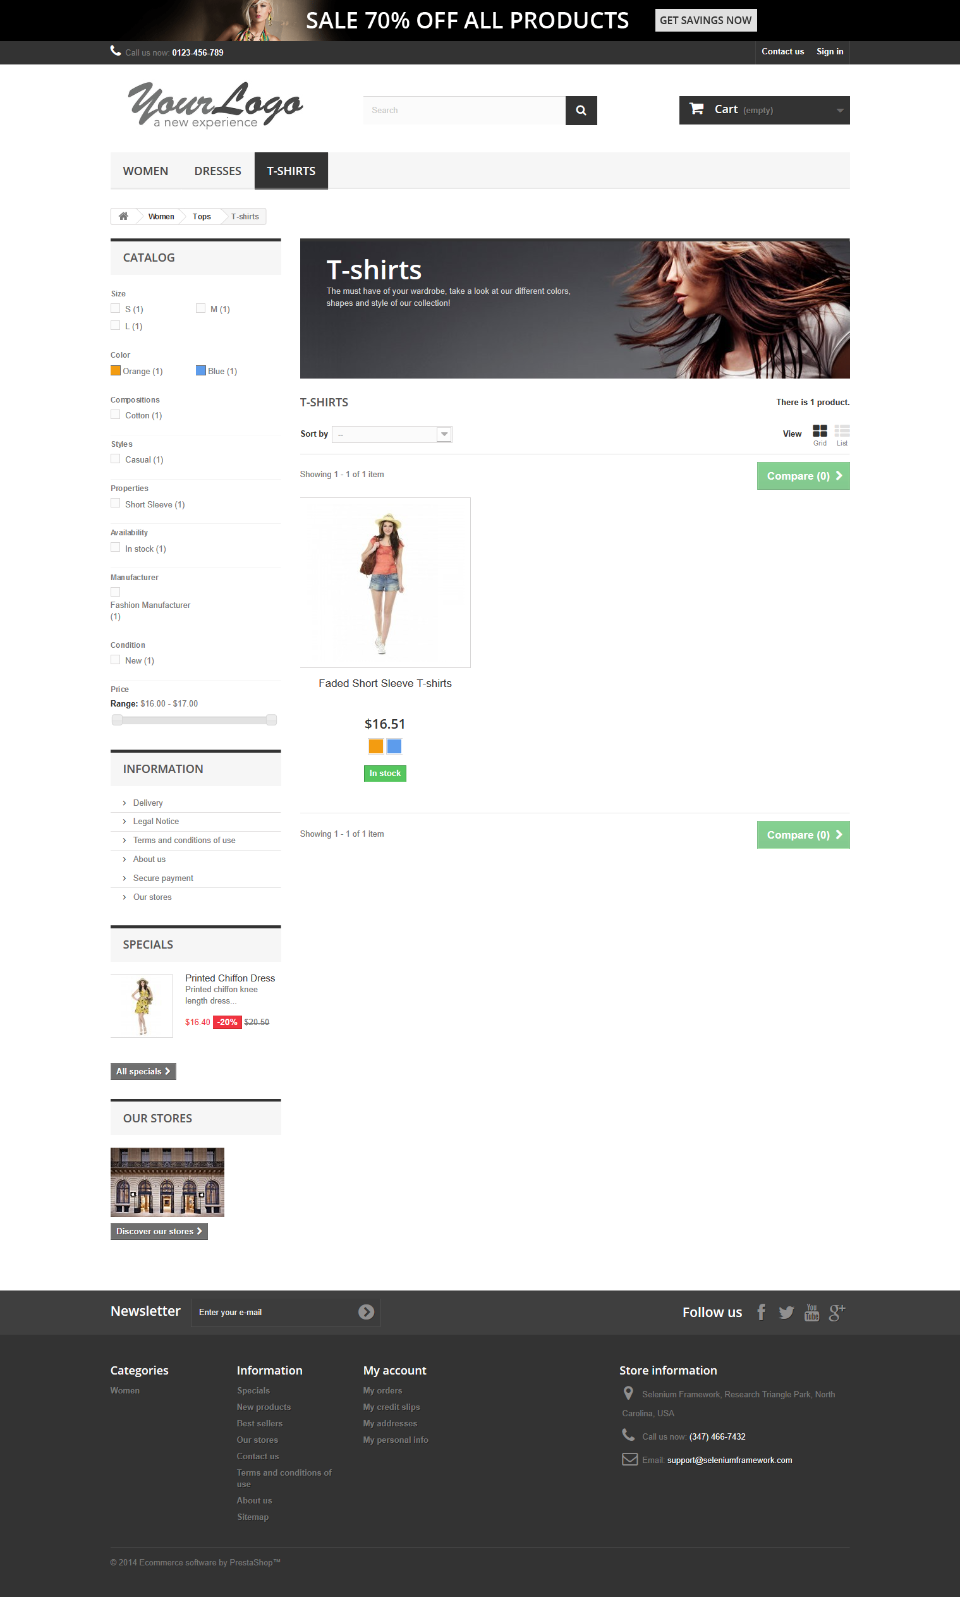 SALE 70% OFF ALL PRODUCTS
GET SAVINGS NOW
Call us now: 0123-456-789
Contact us
Sign in
YourLogo
a new experience
Search
Cart (empty)
WOMEN
DRESSES
T-SHIRTS
Women
Tops
T-shirts
CATALOG
Size
S (1)
M (1)
L (1)
Color
Orange (1)
Blue (1)
Compositions
Cotton (1)
Styles
Casual (1)
Properties
Short Sleeve (1)
Availability
In stock (1)
Manufacturer
Fashion Manufacturer
(1)
Condition
New (1)
Price
Range: $16.00 - $17.00
INFORMATION
Delivery
Legal Notice
Terms and conditions of use
About us
Secure payment
Our stores
SPECIALS
Printed Chiffon Dress
Printed chiffon knee
length dress...
$16.40 -20% $20.50
All specials
OUR STORES
Discover our stores
T-shirts
The must have of your wardrobe, take a look at our different colors,
shapes and style of our collection!
T-SHIRTS
There is 1 product.
Sort by
--
View
Grid
List
Showing 1 - 1 of 1 item
Compare (0)
Faded Short Sleeve T-shirts
$16.51
In stock
Showing 1 - 1 of 1 item
Compare (0)
Newsletter
Enter your e-mail
Follow us
You
Tube
Categories
Women
Information
Specials
New products
Best sellers
Our stores
Contact us
Terms and conditions of
use
About us
Sitemap
My account
My orders
My credit slips
My addresses
My personal info
Store information
Selenium Framework, Research Triangle Park, North
Carolina, USA
Call us now: (347) 466-7432
Email: support@seleniumframework.com
© 2014 Ecommerce software by PrestaShop™